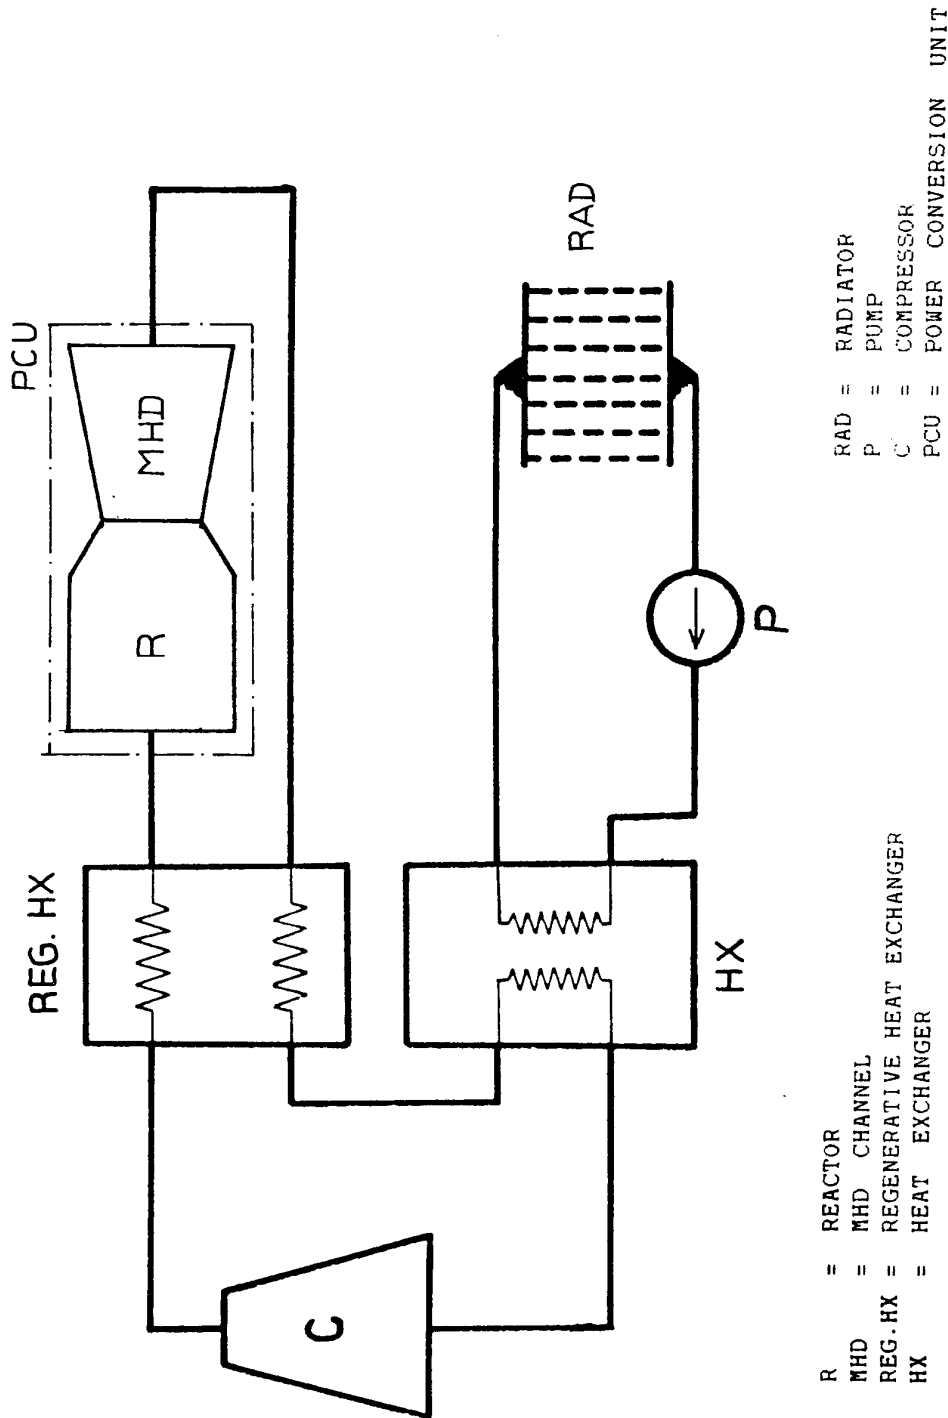 PCU
R
MHD
REG. HX
C
HX
RAD
P
R = REACTOR
MHD = MHD CHANNEL
REG.HX = REGENERATIVE HEAT EXCHANGER
HX = HEAT EXCHANGER
RAD = RADIATOR
P = PUMP
C = COMPRESSOR
PCU = POWER CONVERSION UNIT